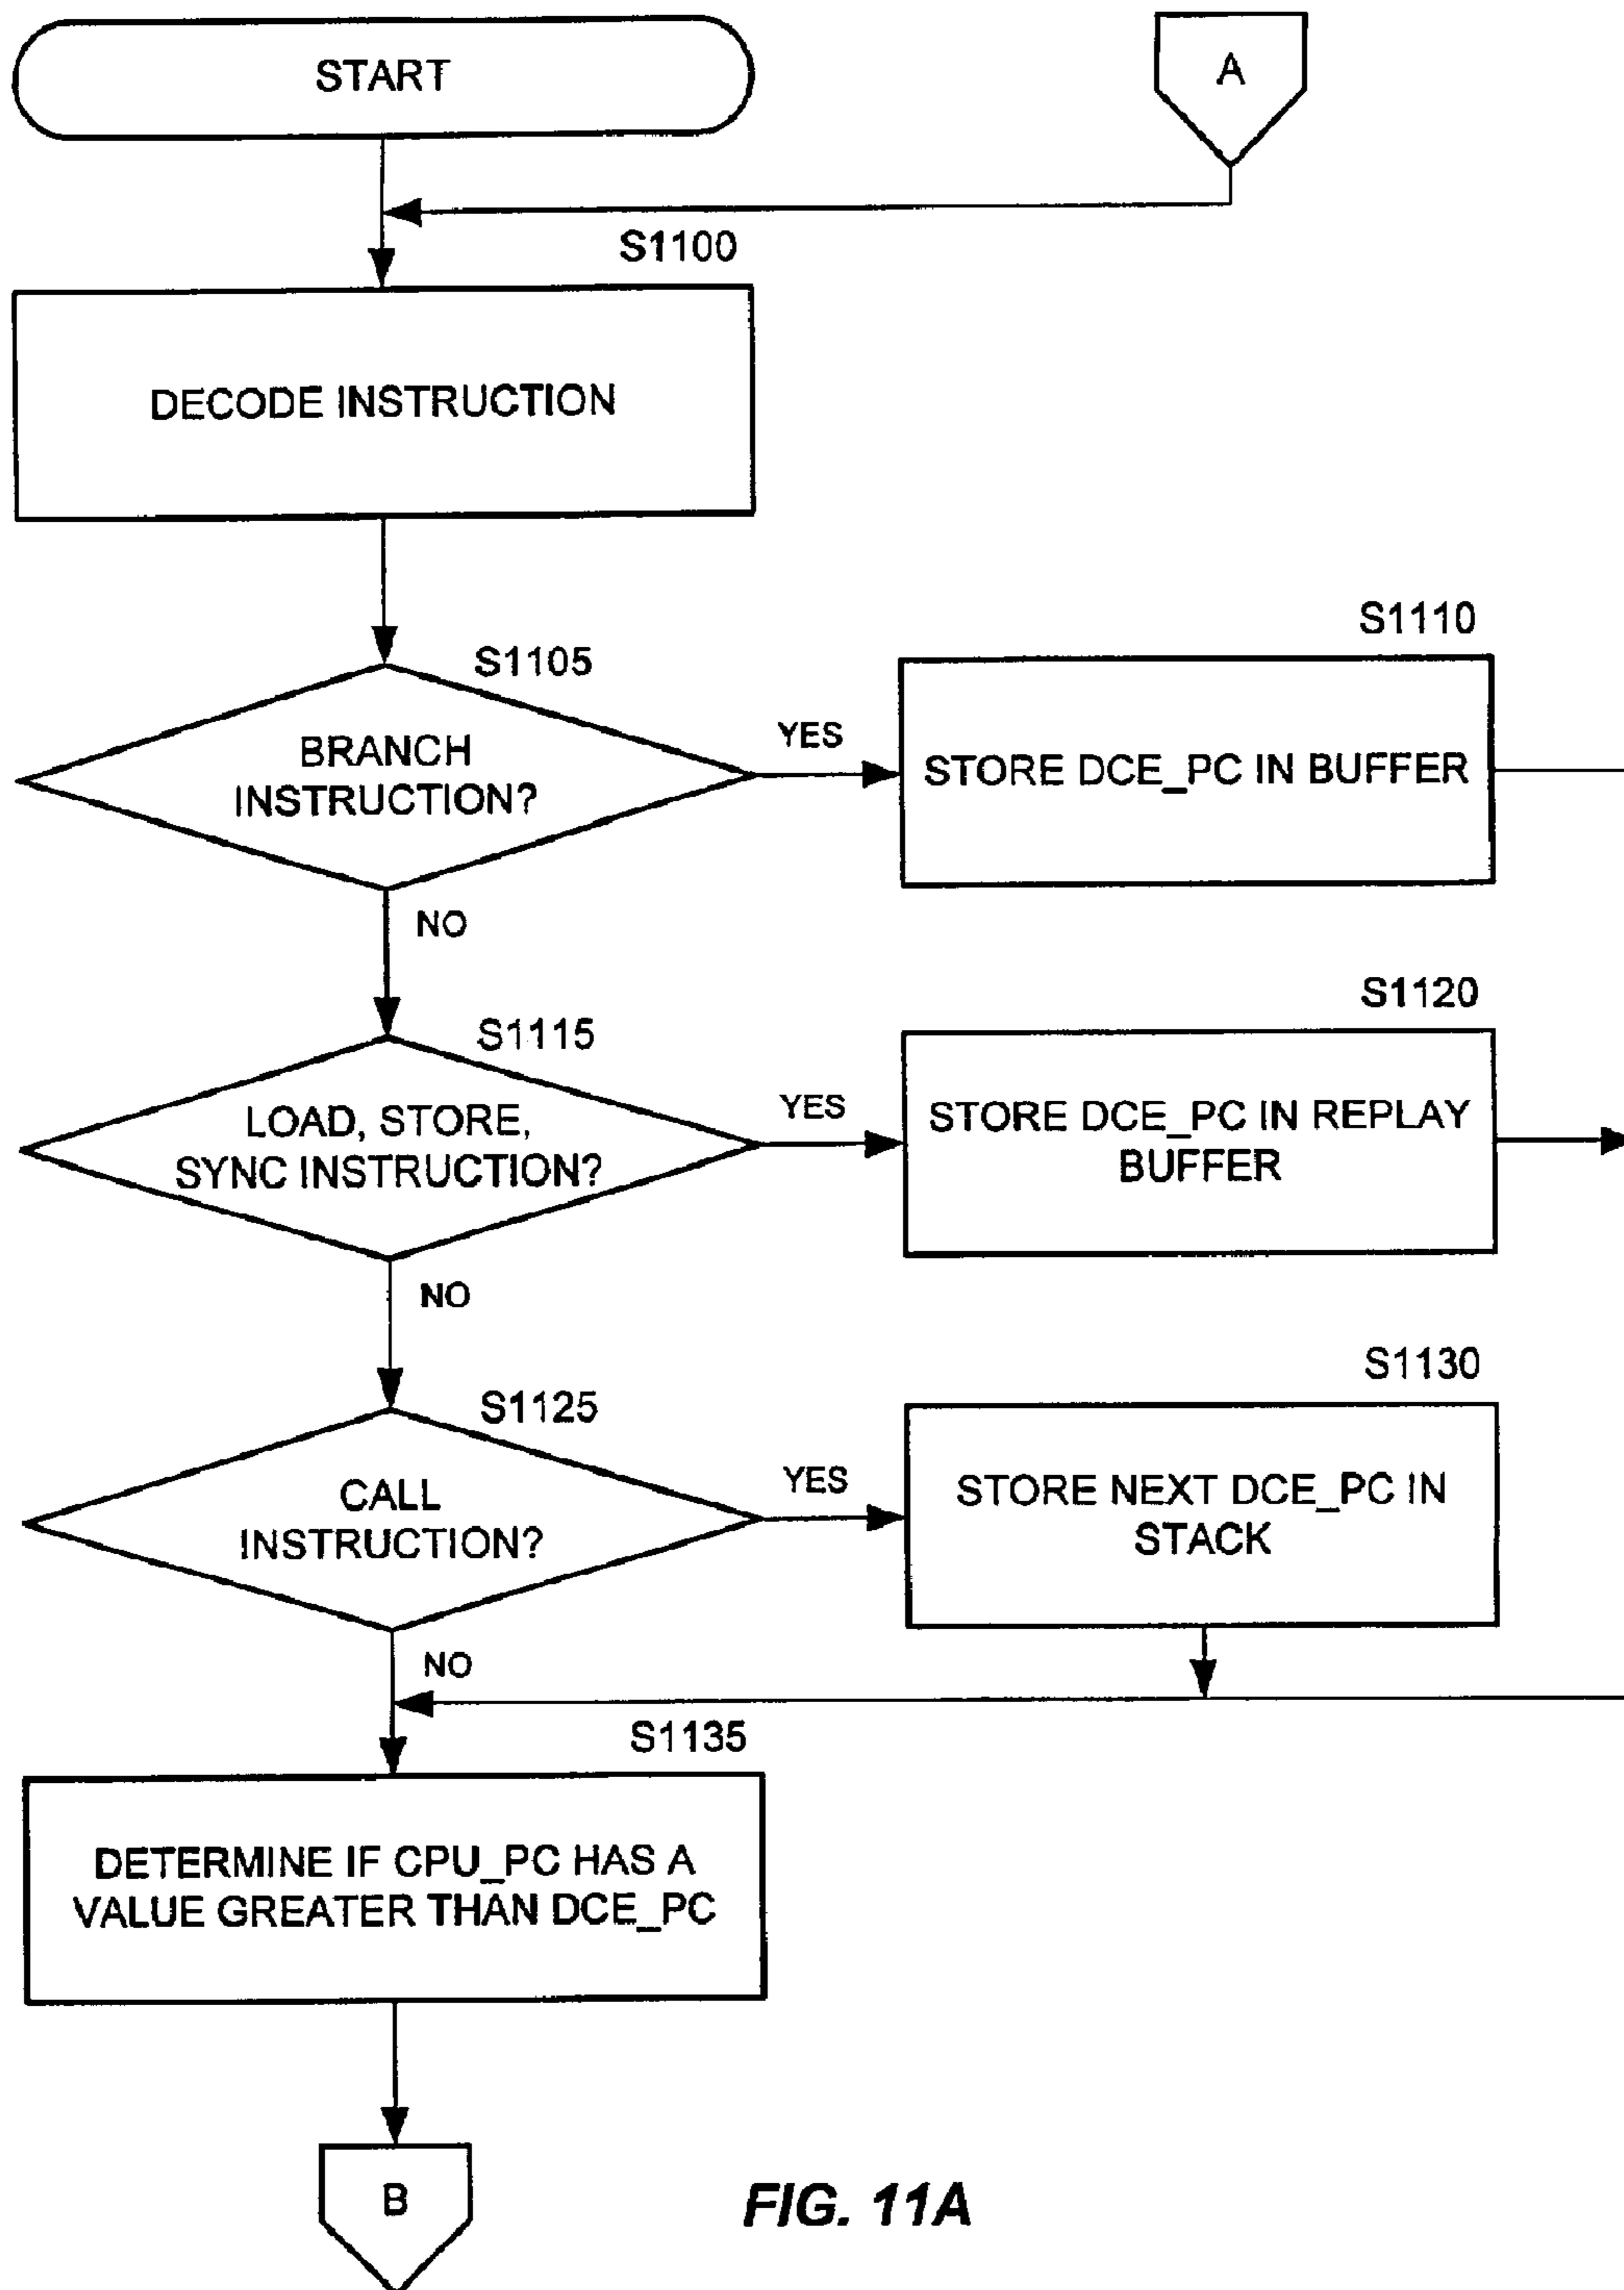 START
A
S1100
DECODE INSTRUCTION
S1105
BRANCH
INSTRUCTION?
YES
S1110
STORE DCE_PC IN BUFFER
NO
S1115
LOAD, STORE,
SYNC INSTRUCTION?
YES
S1120
STORE DCE_PC IN REPLAY
BUFFER
NO
S1125
CALL
INSTRUCTION?
YES
S1130
STORE NEXT DCE_PC IN
STACK
NO
S1135
DETERMINE IF CPU_PC HAS A
VALUE GREATER THAN DCE_PC
B
FIG. 11A